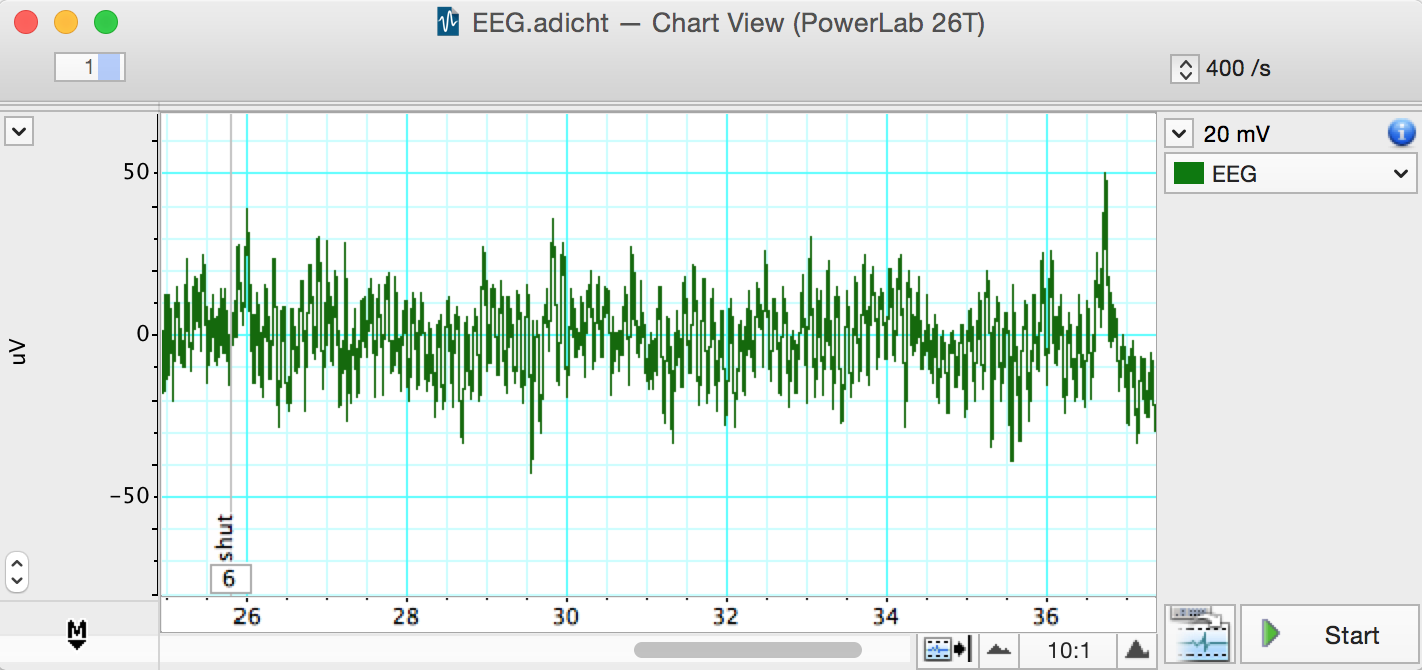 EEG.adicht — Chart View (PowerLab 26T)
1
400 /s
20 mV
EEG
50
0
−50
uV
shut
6
26 28 30 32 34 36
M
10:1
Start